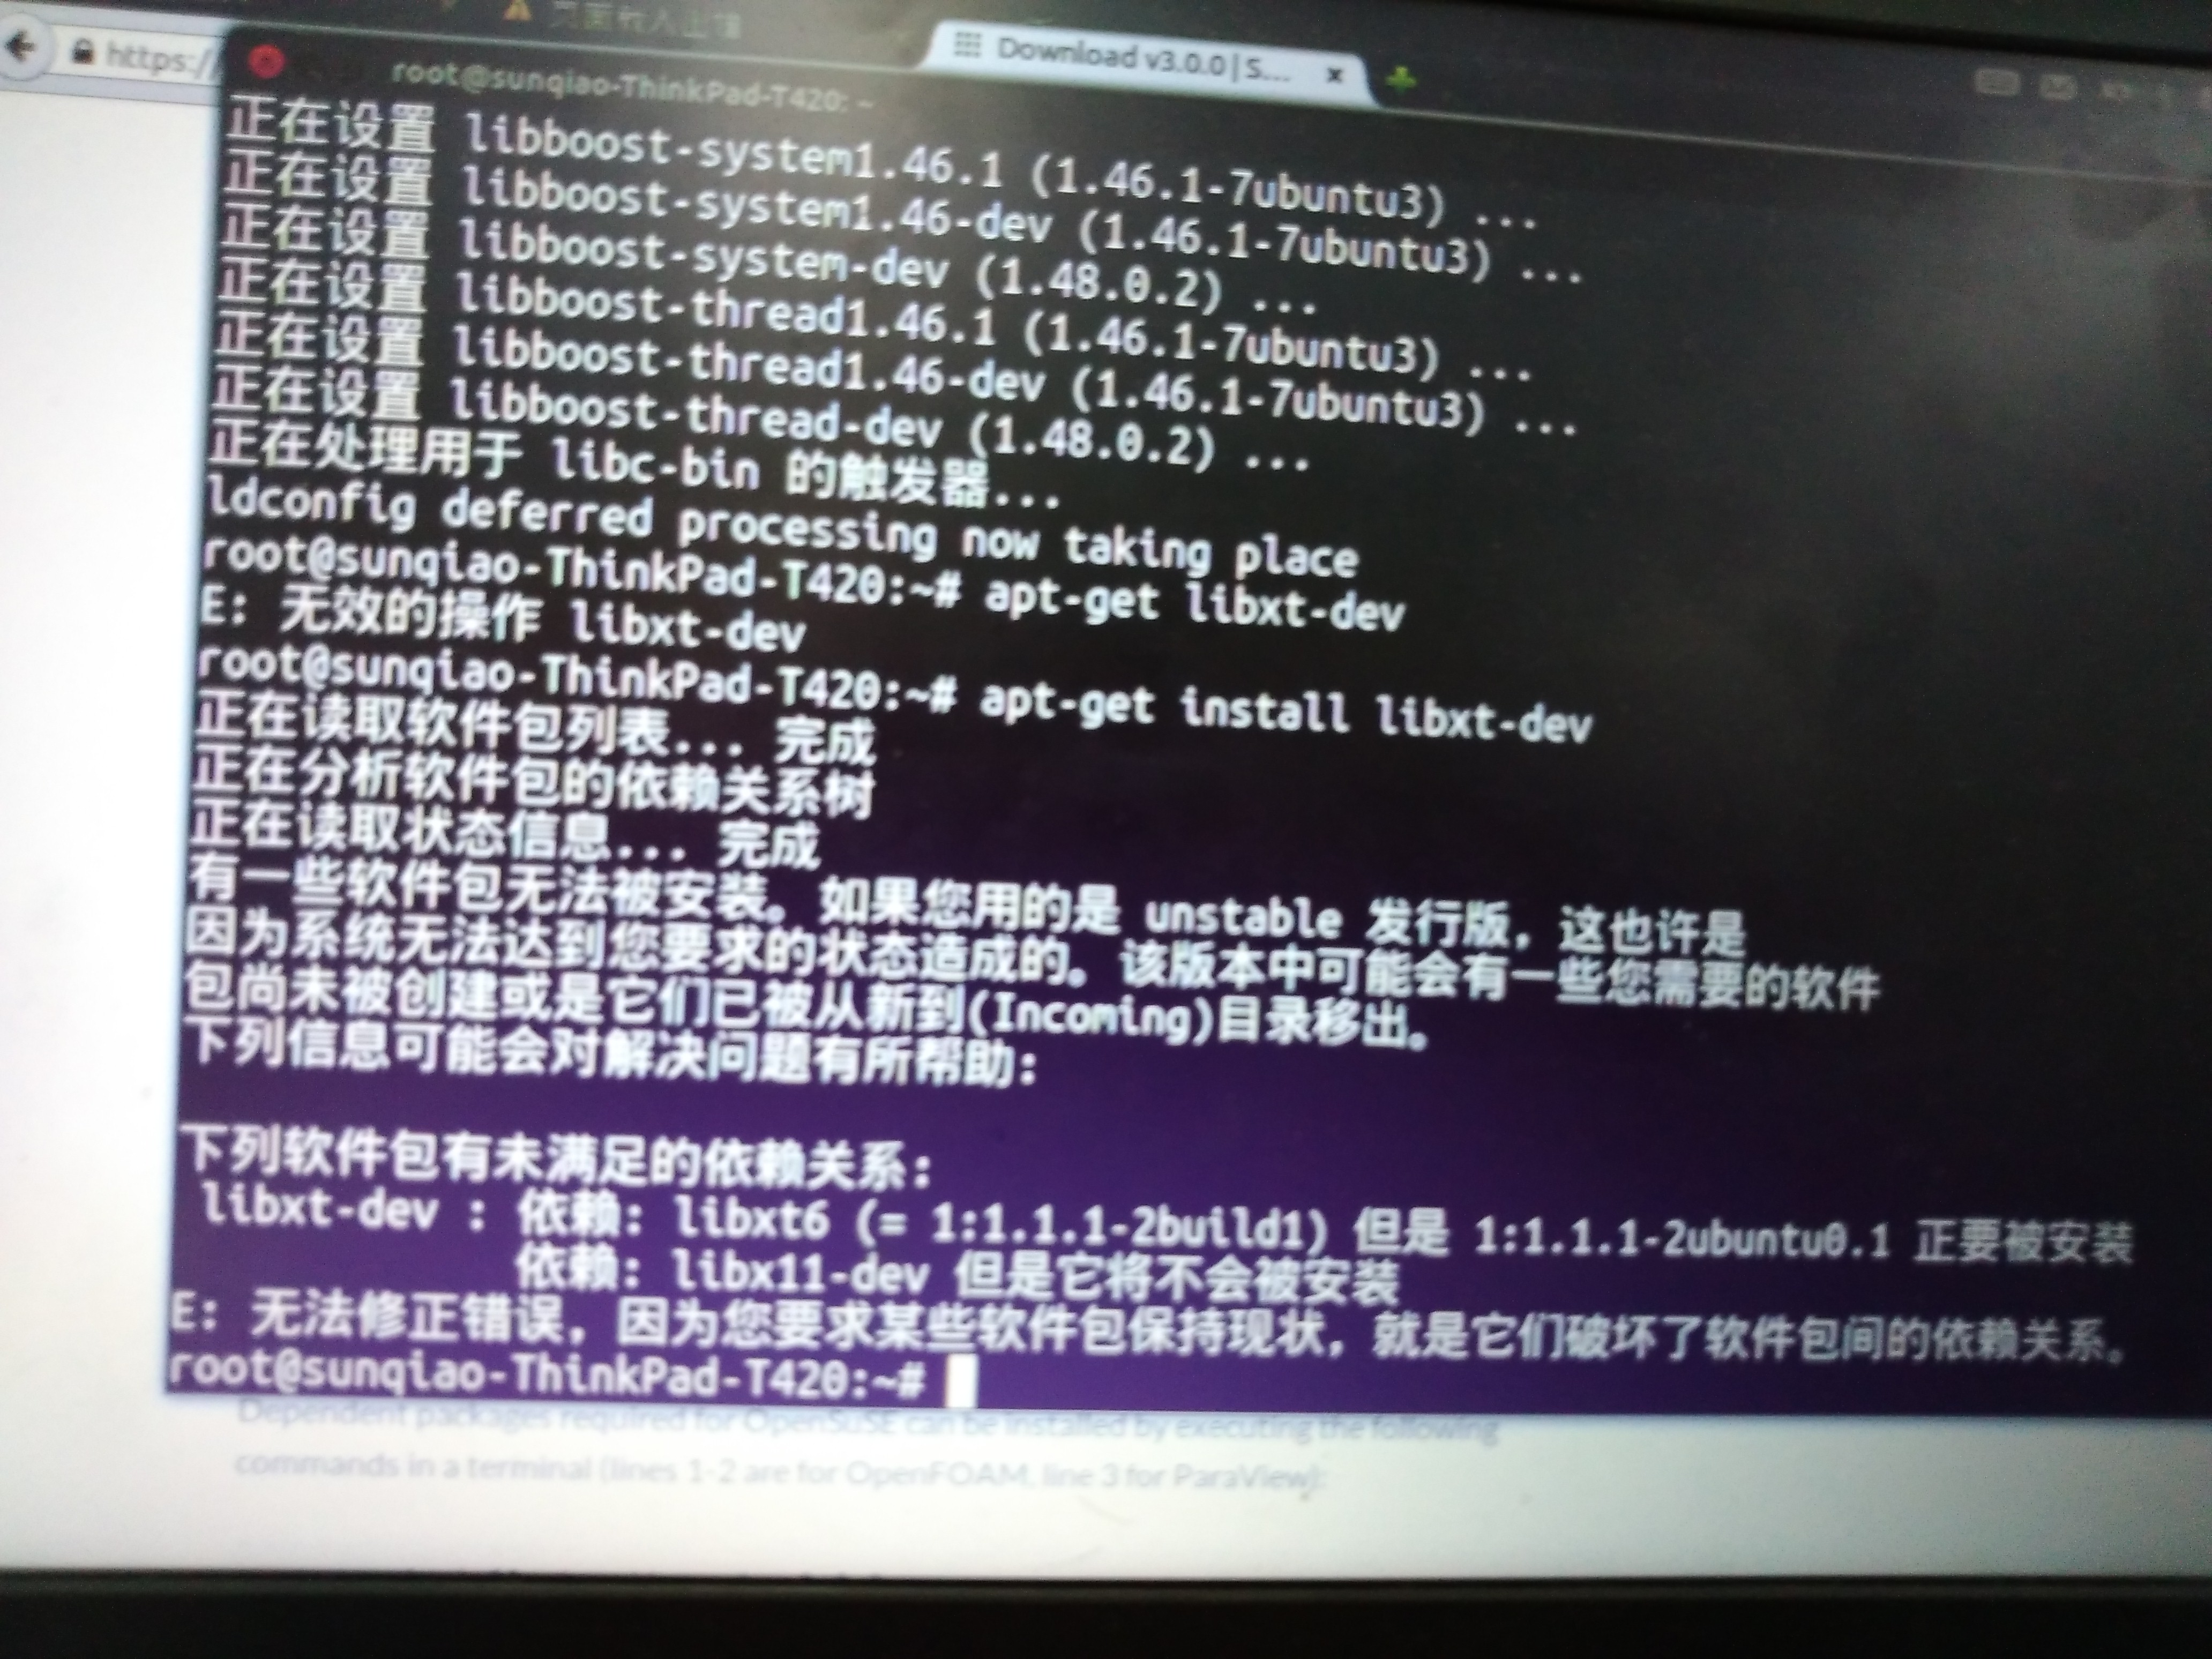 https://
Download v3.0.0 | S...
root@sunqiao-ThinkPad-T420: ~
正在设置 libboost-system1.46.1 (1.46.1-7ubuntu3) ...
正在设置 libboost-system1.46-dev (1.46.1-7ubuntu3) ...
正在设置 libboost-system-dev (1.48.0.2) ...
正在设置 libboost-thread1.46.1 (1.46.1-7ubuntu3) ...
正在设置 libboost-thread1.46-dev (1.46.1-7ubuntu3) ...
正在设置 libboost-thread-dev (1.48.0.2) ...
正在处理用于 libc-bin 的触发器...
ldconfig deferred processing now taking place
root@sunqiao-ThinkPad-T420:~# apt-get libxt-dev
E: 无效的操作 libxt-dev
root@sunqiao-ThinkPad-T420:~# apt-get install libxt-dev
正在读取软件包列表... 完成
正在分析软件包的依赖关系树
正在读取状态信息... 完成
有一些软件包无法被安装。如果您用的是 unstable 发行版，这也许是
因为系统无法达到您要求的状态造成的。该版本中可能会有一些您需要的软件
包尚未被创建或是它们已被从新到(Incoming)目录移出。
下列信息可能会对解决问题有所帮助：
下列软件包有未满足的依赖关系：
libxt-dev : 依赖: libxt6 (= 1:1.1.1-2build1) 但是 1:1.1.1-2ubuntu0.1 正要被安装
依赖: libx11-dev 但是它将不会被安装
E: 无法修正错误，因为您要求某些软件包保持现状，就是它们破坏了软件包间的依赖关系。
root@sunqiao-ThinkPad-T420:~#
Dependent packages required for OpenSuSE can be installed by executing the following
commands in a terminal (lines 1-2 are for OpenFOAM, line 3 for ParaView):